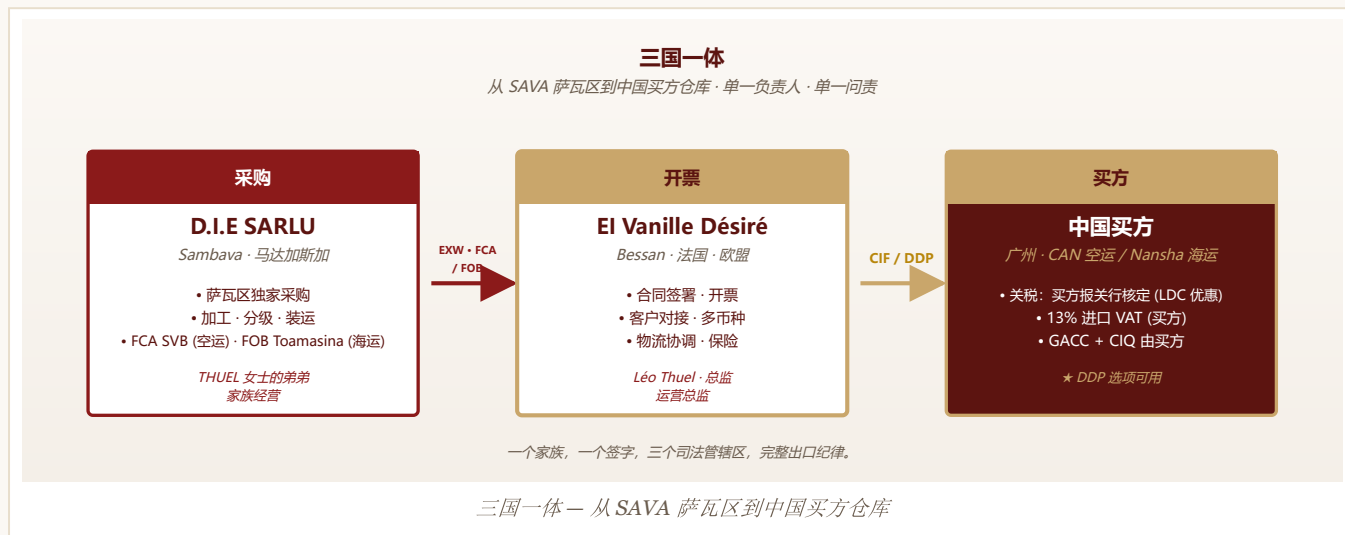 三国一体
从 SAVA 萨瓦区到中国买方仓库 · 单一负责人 · 单一问责
采购
D.I.E SARLU
Sambava · 马达加斯加
• 萨瓦区独家采购
• 加工 · 分级 · 装运
• FCA SVB (空运) · FOB Toamasina (海运)
THUEL 女士的弟弟
家族经营
EXW • FCA
/ FOB
开票
EI Vanille Désiré
Bessan · 法国 · 欧盟
• 合同签署 · 开票
• 客户对接 · 多币种
• 物流协调 · 保险
Léo Thuel · 总监
运营总监
CIF / DDP
买方
中国买方
广州 · CAN 空运 / Nansha 海运
• 关税：买方报关行核定 (LDC 优惠)
• 13% 进口 VAT (买方)
• GACC + CIQ 由买方
★ DDP 选项可用
一个家族，一个签字，三个司法管辖区，完整出口纪律。
三国一体 — 从 SAVA 萨瓦区到中国买方仓库